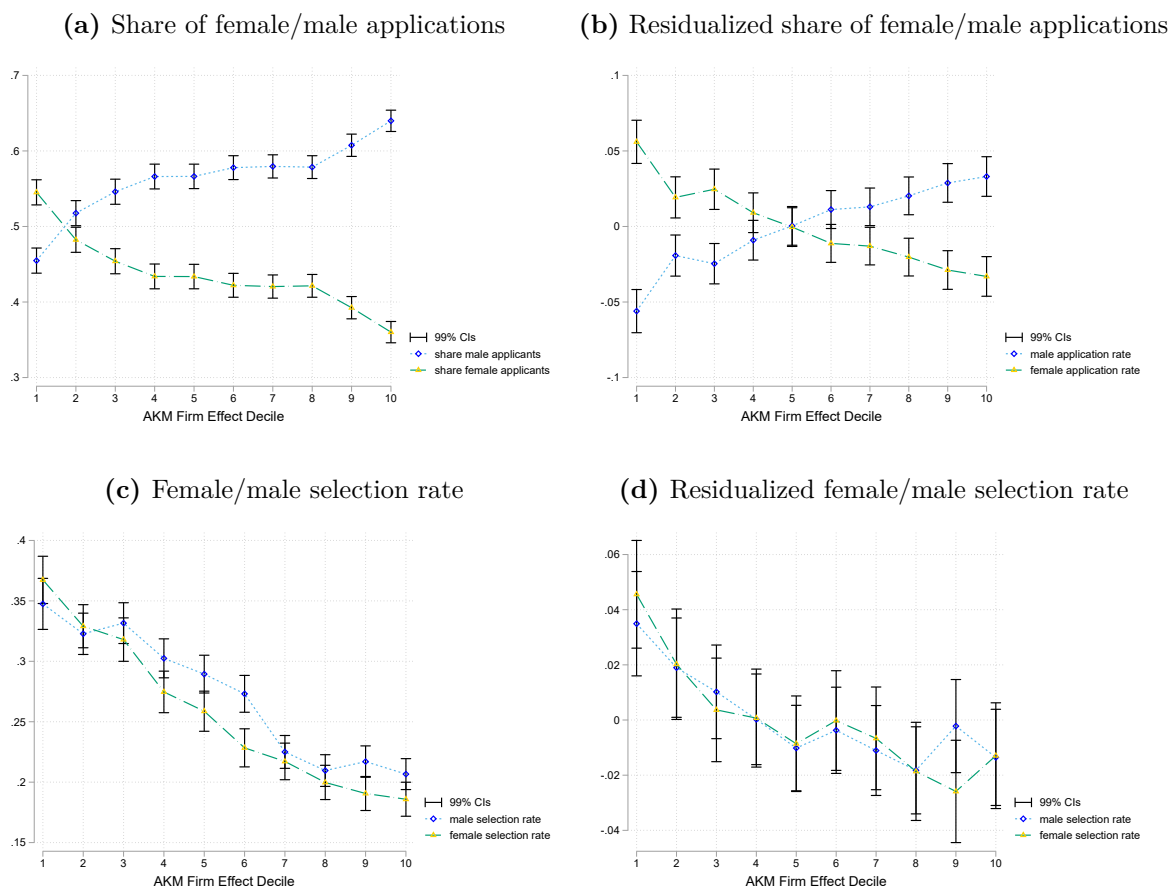 (a) Share of female/male applications
.7
.6
.5
.4
.3
1 2 3 4 5 6 7 8 9 10
AKM Firm Effect Decile
99% CIs
share male applicants
share female applicants
(b) Residualized share of female/male applications
.1
.05
0
-.05
-.1
1 2 3 4 5 6 7 8 9 10
AKM Firm Effect Decile
99% CIs
male application rate
female application rate
(c) Female/male selection rate
.4
.35
.3
.25
.2
.15
1 2 3 4 5 6 7 8 9 10
AKM Firm Effect Decile
99% CIs
male selection rate
female selection rate
(d) Residualized female/male selection rate
.06
.04
.02
0
-.02
-.04
1 2 3 4 5 6 7 8 9 10
AKM Firm Effect Decile
99% CIs
male selection rate
female selection rate